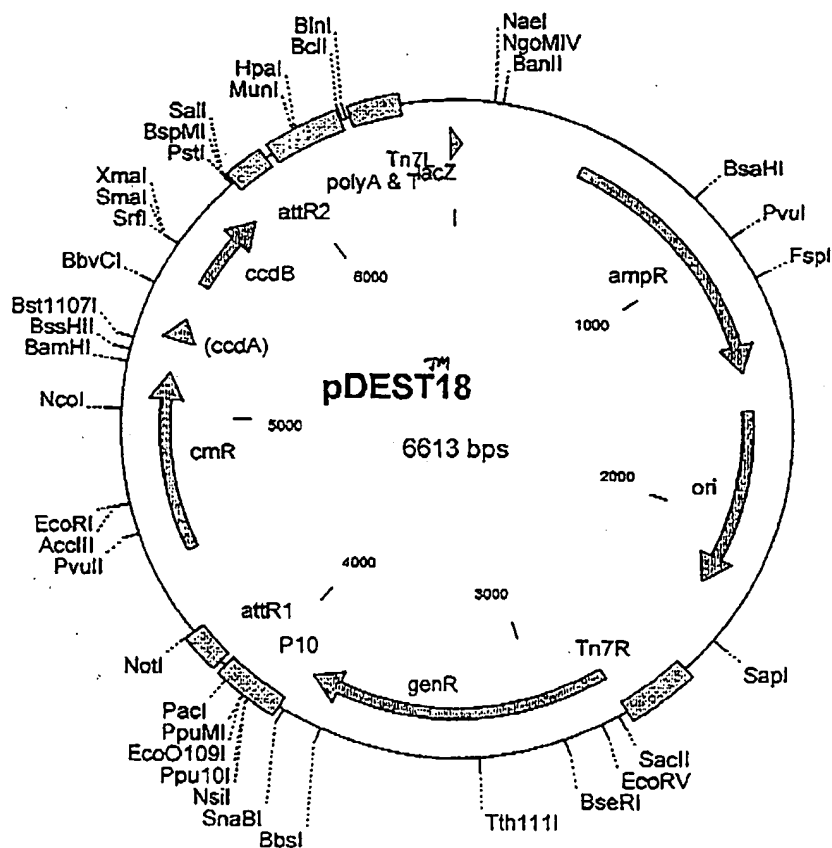 BlnI
BclI
HpaI
MunI
SalI
BspMI
PstI
XmaI
SmaI
SrfI
BbvCI
Bst1107I
BssHII
BamHI
NcoI
EcoRI
AccIII
PvuII
NotI
PacI
PpuMI
EcoO109I
Ppu10I
NsiI
SnaBI
BbsI
Tth111I
BseRI
EcoRV
SacII
SapI
FspI
PvuI
BsaHI
BanII
NgoMIV
NaeI
Tn7L
lacZ
polyA & T
attR2
ccdB
(ccdA)
cmR
attR1
P10
genR
Tn7R
ori
ampR
6000
1000
5000
2000
4000
3000
pDEST™18
6613 bps